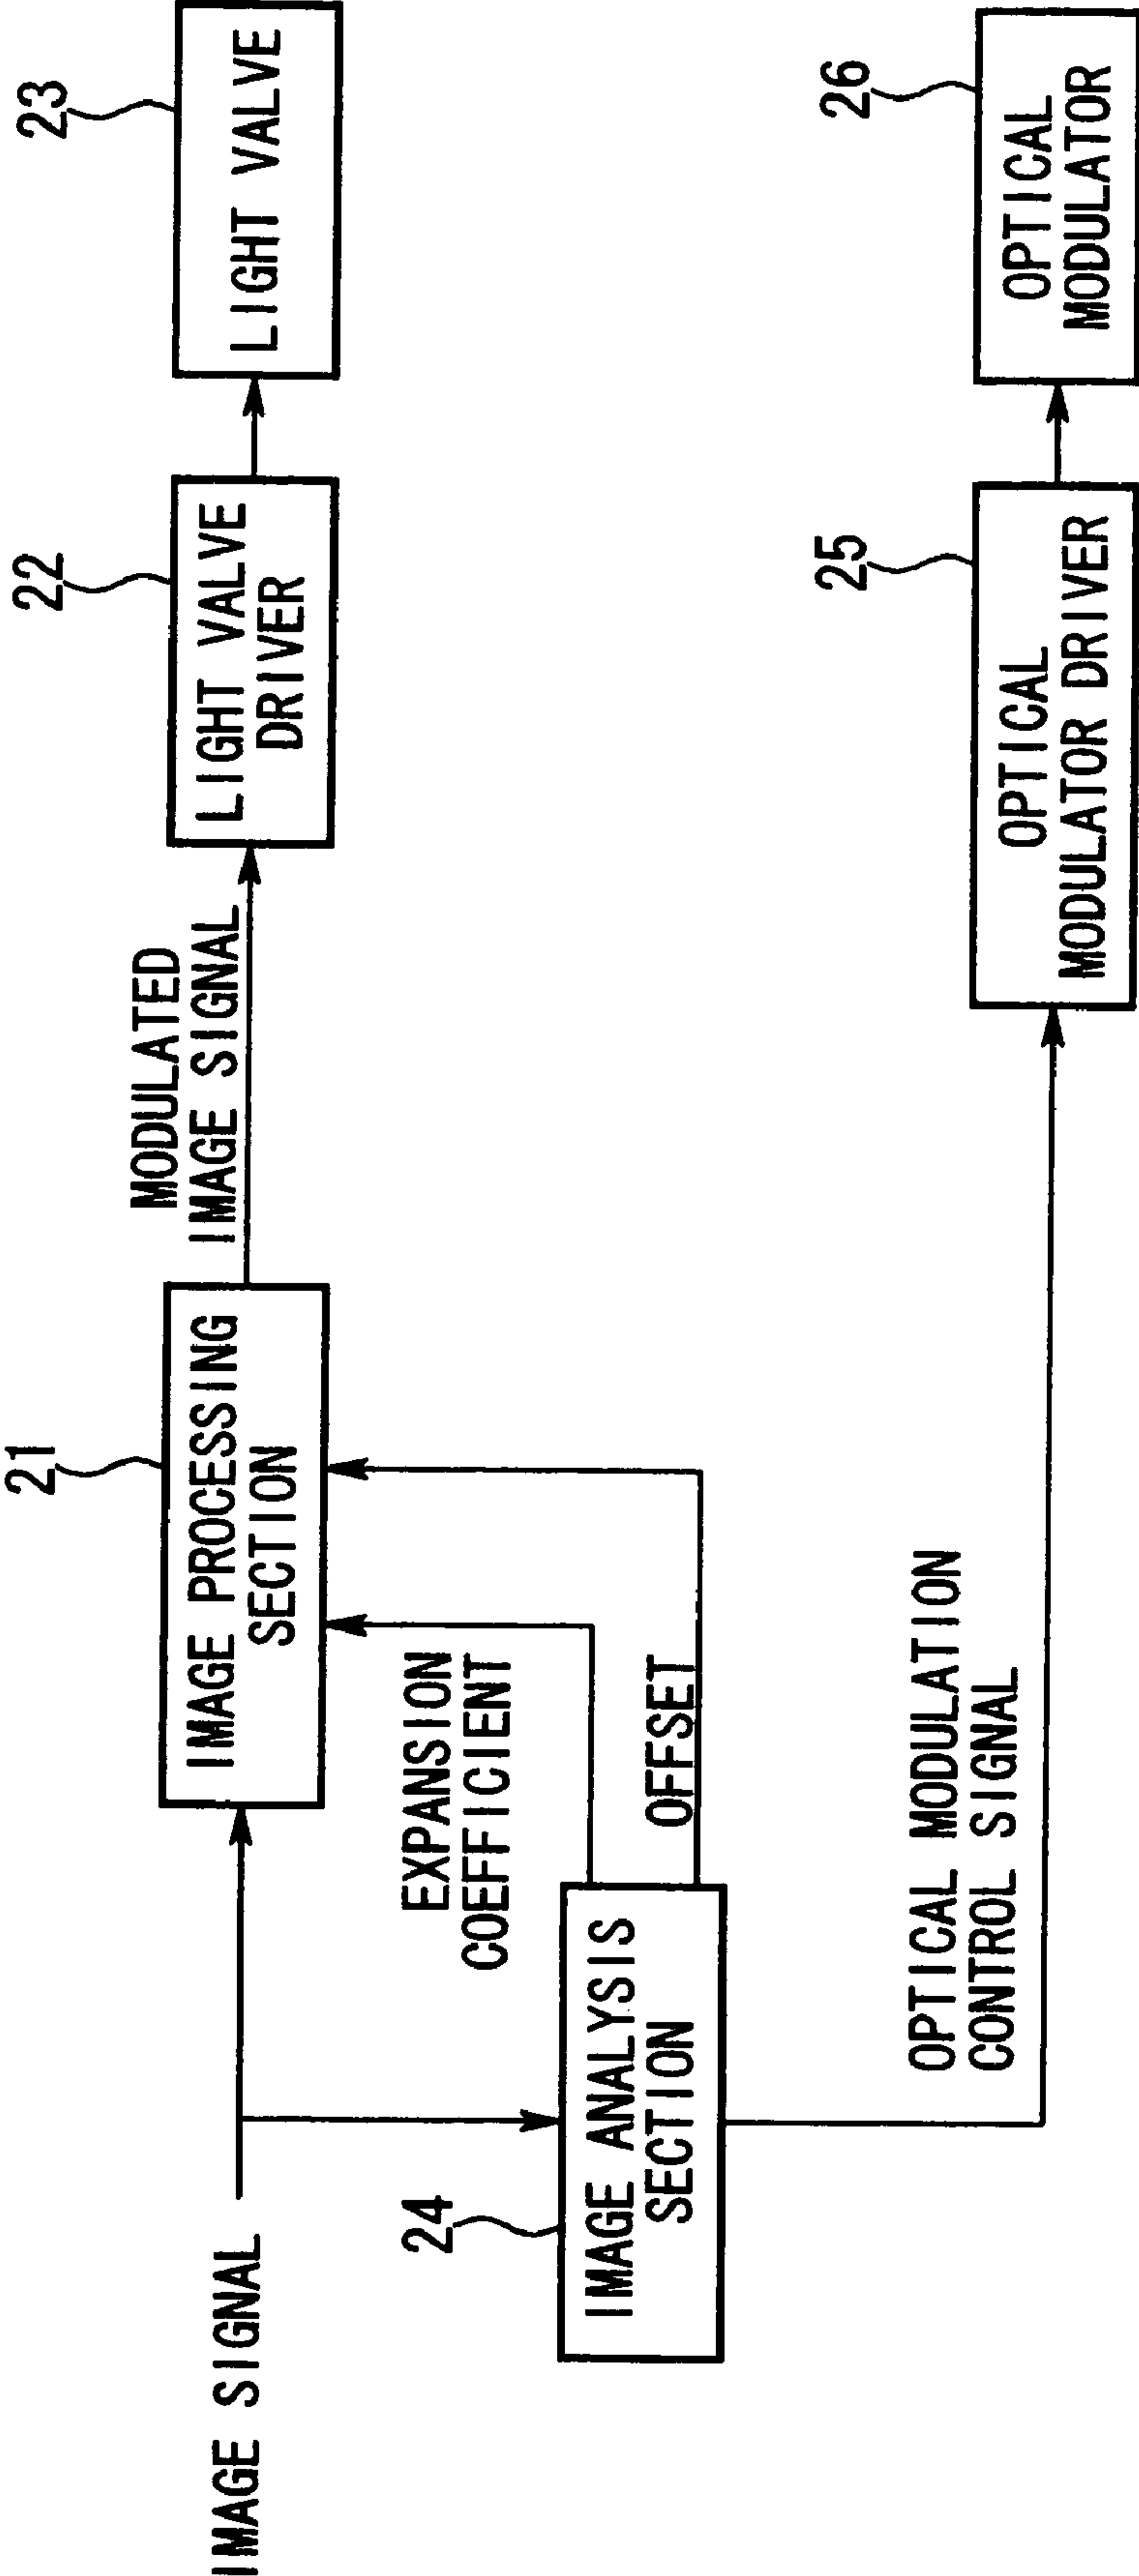 IMAGE SIGNAL
21
IMAGE PROCESSING
SECTION
MODULATED
IMAGE SIGNAL
22
LIGHT VALVE
DRIVER
23
LIGHT VALVE
EXPANSION
COEFFICIENT
OFFSET
24
IMAGE ANALYSIS
SECTION
OPTICAL MODULATION
CONTROL SIGNAL
25
OPTICAL
MODULATOR DRIVER
26
OPTICAL
MODULATOR